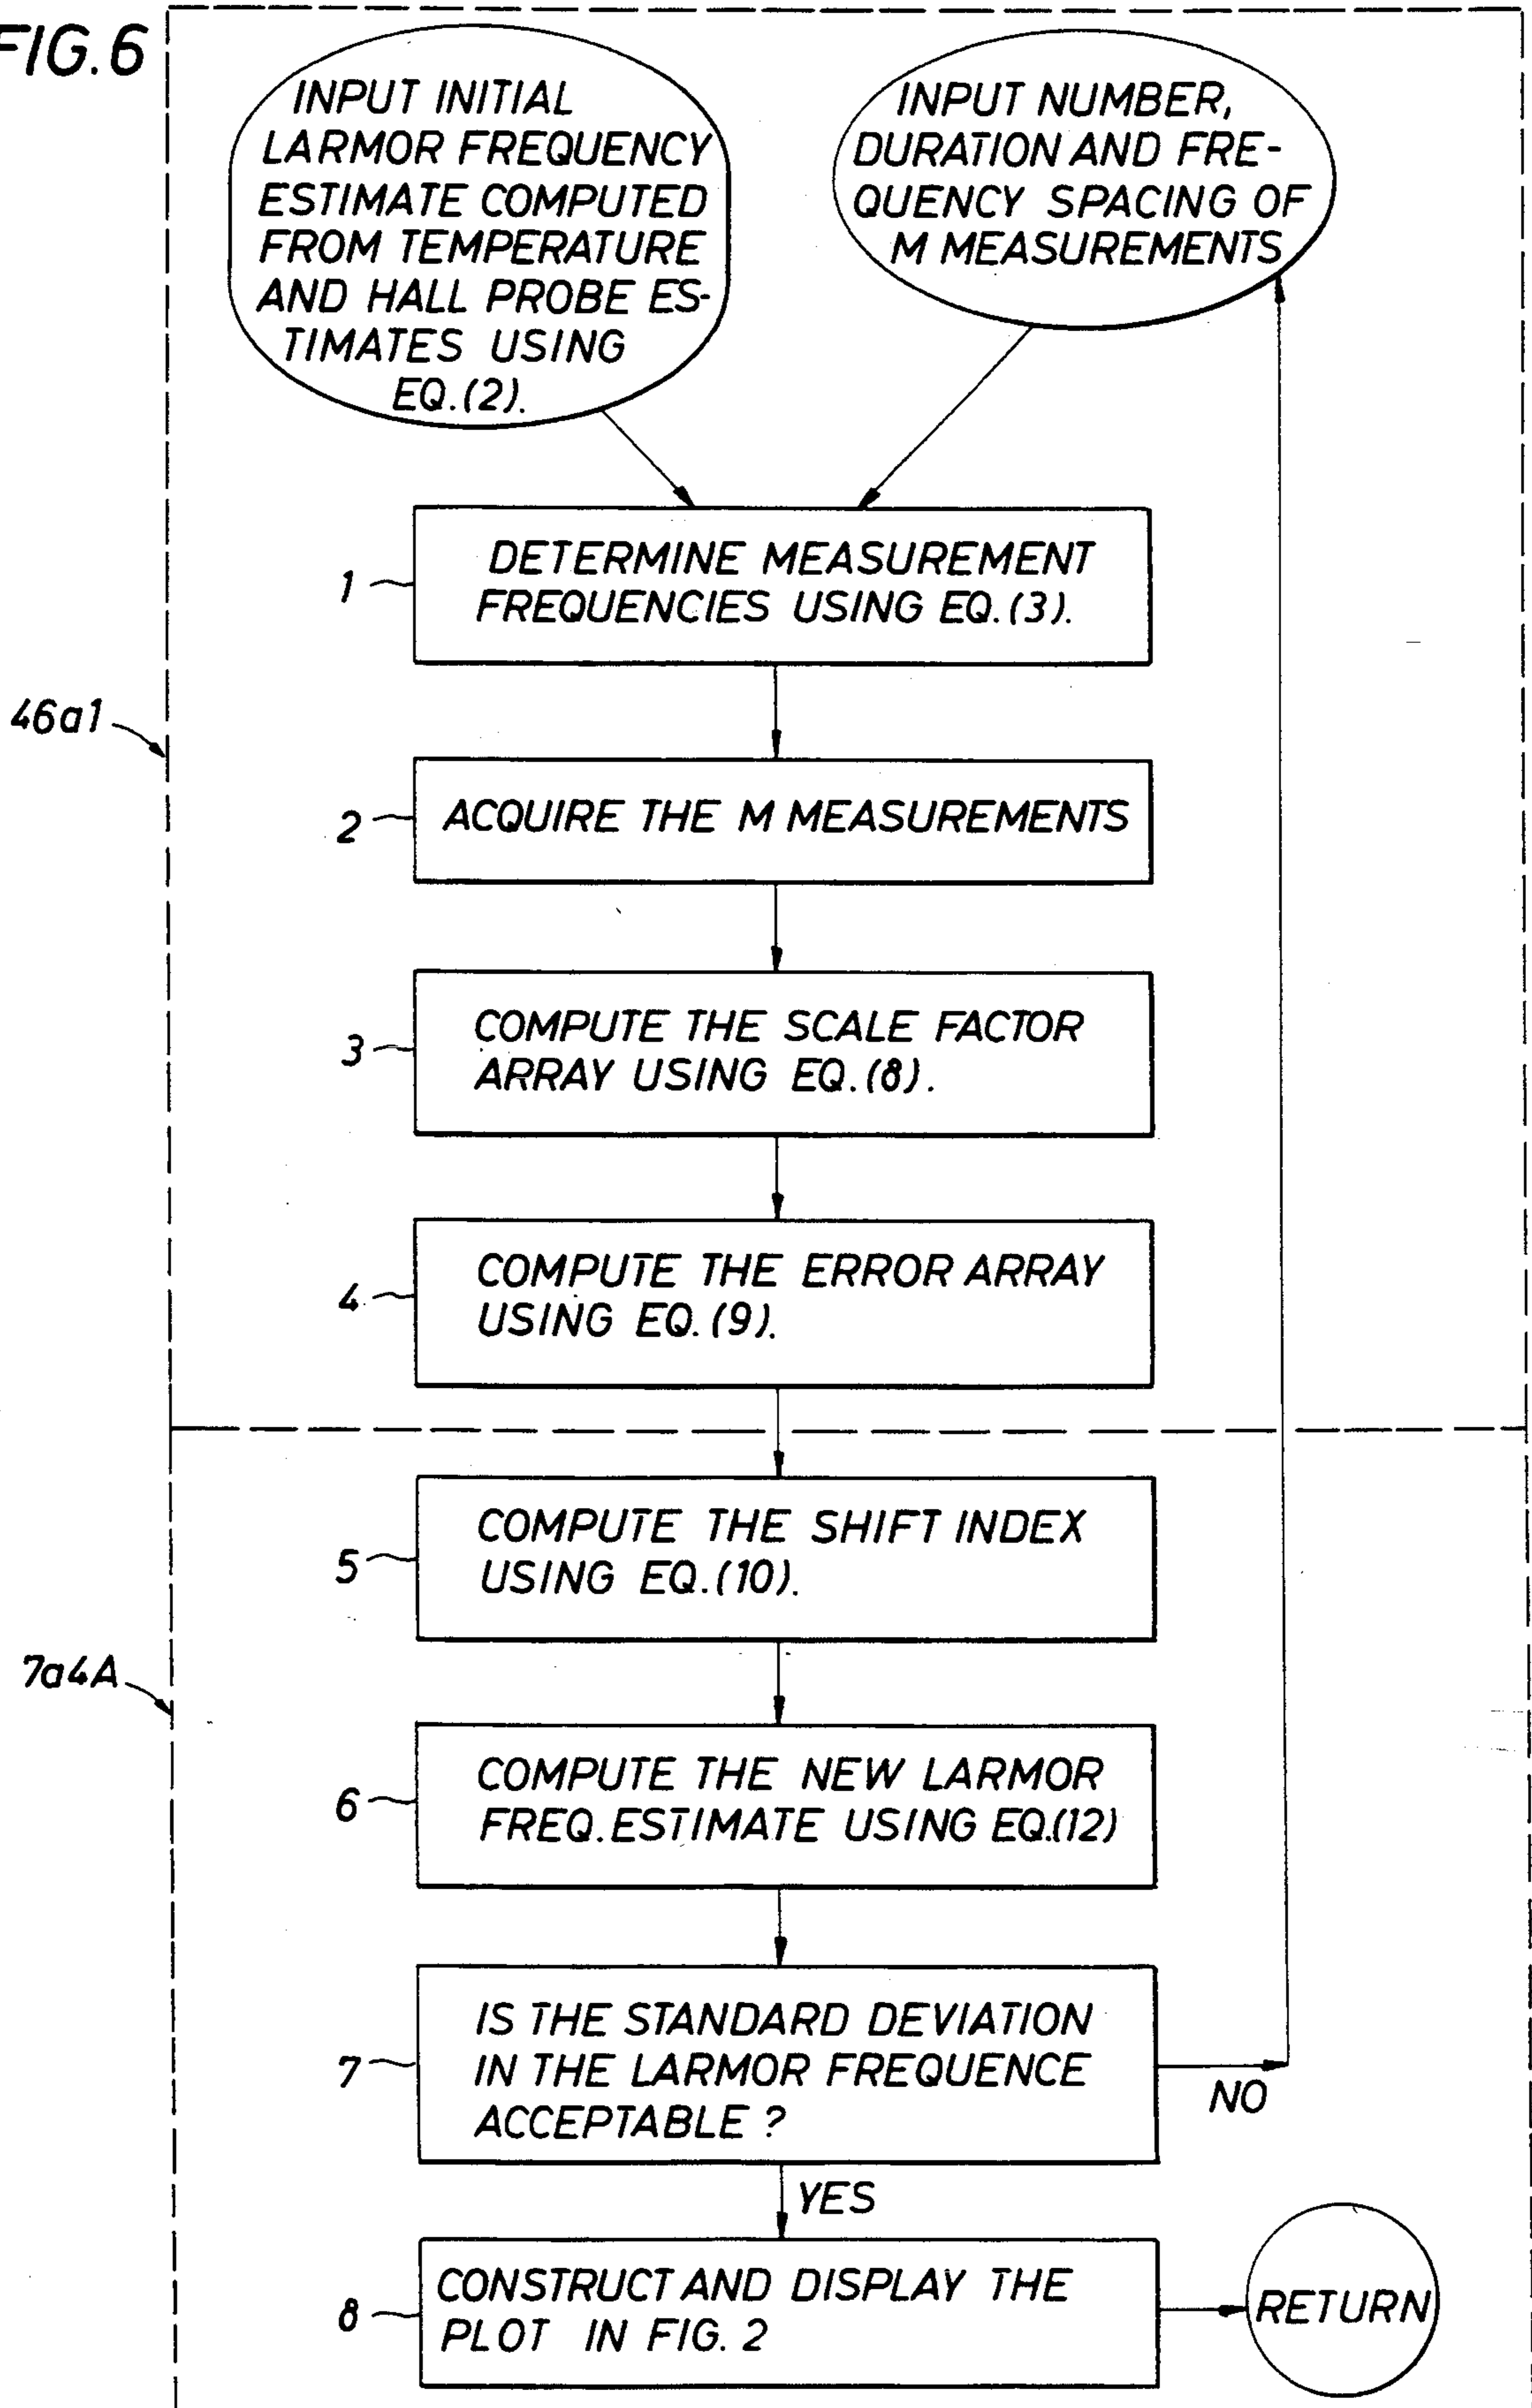 FIG.6
INPUT INITIAL
LARMOR FREQUENCY
ESTIMATE COMPUTED
FROM TEMPERATURE
AND HALL PROBE ES-
TIMATES USING
EQ.(2).
INPUT NUMBER,
DURATION AND FRE-
QUENCY SPACING OF
M MEASUREMENTS
1
DETERMINE MEASUREMENT
FREQUENCIES USING EQ.(3).
46a1
2
ACQUIRE THE M MEASUREMENTS
3
COMPUTE THE SCALE FACTOR
ARRAY USING EQ.(8).
4
COMPUTE THE ERROR ARRAY
USING EQ.(9).
5
COMPUTE THE SHIFT INDEX
USING EQ.(10).
7a4A
6
COMPUTE THE NEW LARMOR
FREQ.ESTIMATE USING EQ.(12)
7
IS THE STANDARD DEVIATION
IN THE LARMOR FREQUENCE
ACCEPTABLE ?
NO
YES
8
CONSTRUCT AND DISPLAY THE
PLOT IN FIG. 2
RETURN